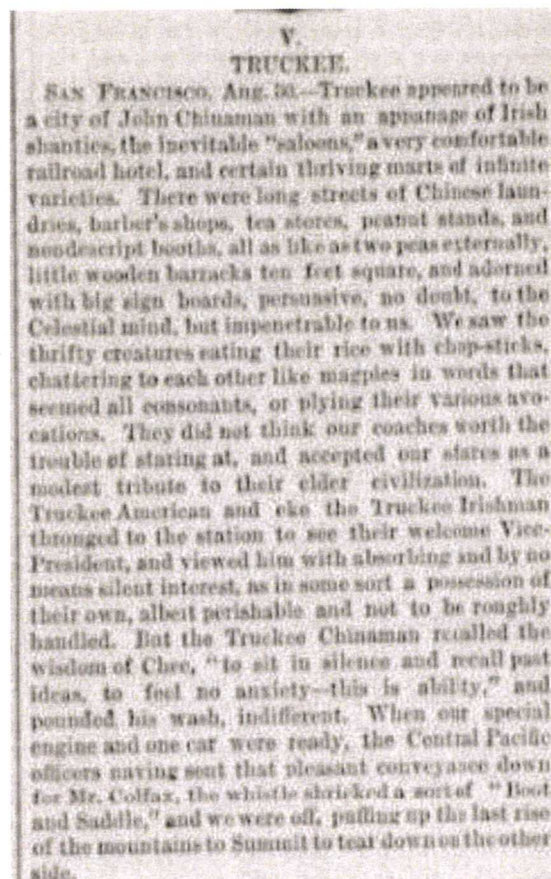 V.
TRUCKEE.
SAN FRANCISCO, Aug. 30.—Truckee appeared to be
a city of John Chinaman with an apanage of Irish
shanties, the inevitable "saloons," a very comfortable
railroad hotel, and certain thriving marts of infinite
varieties. There were long streets of Chinese laun-
dries, barber's shops, tea stores, peanut stands, and
nondescript booths, all as like as two peas externally,
little wooden barracks ten feet square, and adorned
with big sign boards, persuasive, no doubt, to the
Celestial mind, but impenetrable to us. We saw the
thrifty creatures eating their rice with chop-sticks,
chattering to each other like magpies in words that
seemed all consonants, or plying their various avo-
cations. They did not think our coaches worth the
trouble of staring at, and accepted our stares as a
modest tribute to their elder civilization. The
Truckee American and eke the Truckee Irishman
thronged to the station to see their welcome Vice-
President, and viewed him with absorbing and by no
means silent interest, as in some sort a possession of
their own, albeit perishable and not to be roughly
handled. But the Truckee Chinaman recalled the
wisdom of Chee, "to sit in silence and recall past
ideas, to feel no anxiety—this is ability," and
pounded his wash, indifferent. When our special
engine and one car were ready, the Central Pacific
officers having sent that pleasant conveyance down
for Mr. Colfax, the whistle shrieked a sort of "Boot
and Saddle," and we were off, puffing up the last rise
of the mountains to Summit to tear down on the other
side.